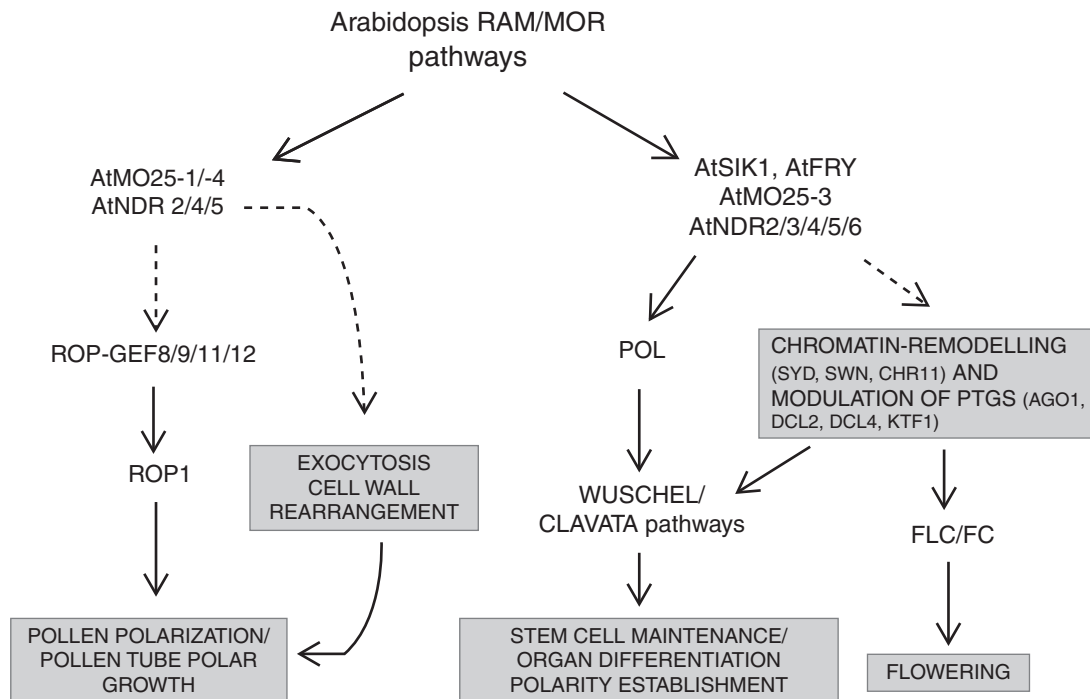 Arabidopsis RAM/MOR
pathways
AtMO25-1/-4
AtNDR 2/4/5
AtSIK1, AtFRY
AtMO25-3
AtNDR2/3/4/5/6
ROP-GEF8/9/11/12
POL
CHROMATIN-REMODELLING
(SYD, SWN, CHR11) AND
MODULATION OF PTGS (AGO1,
DCL2, DCL4, KTF1)
ROP1
EXOCYTOSIS
CELL WALL
REARRANGEMENT
WUSCHEL/
CLAVATA pathways
FLC/FC
POLLEN POLARIZATION/
POLLEN TUBE POLAR
GROWTH
STEM CELL MAINTENANCE/
ORGAN DIFFERENTIATION
POLARITY ESTABLISHMENT
FLOWERING